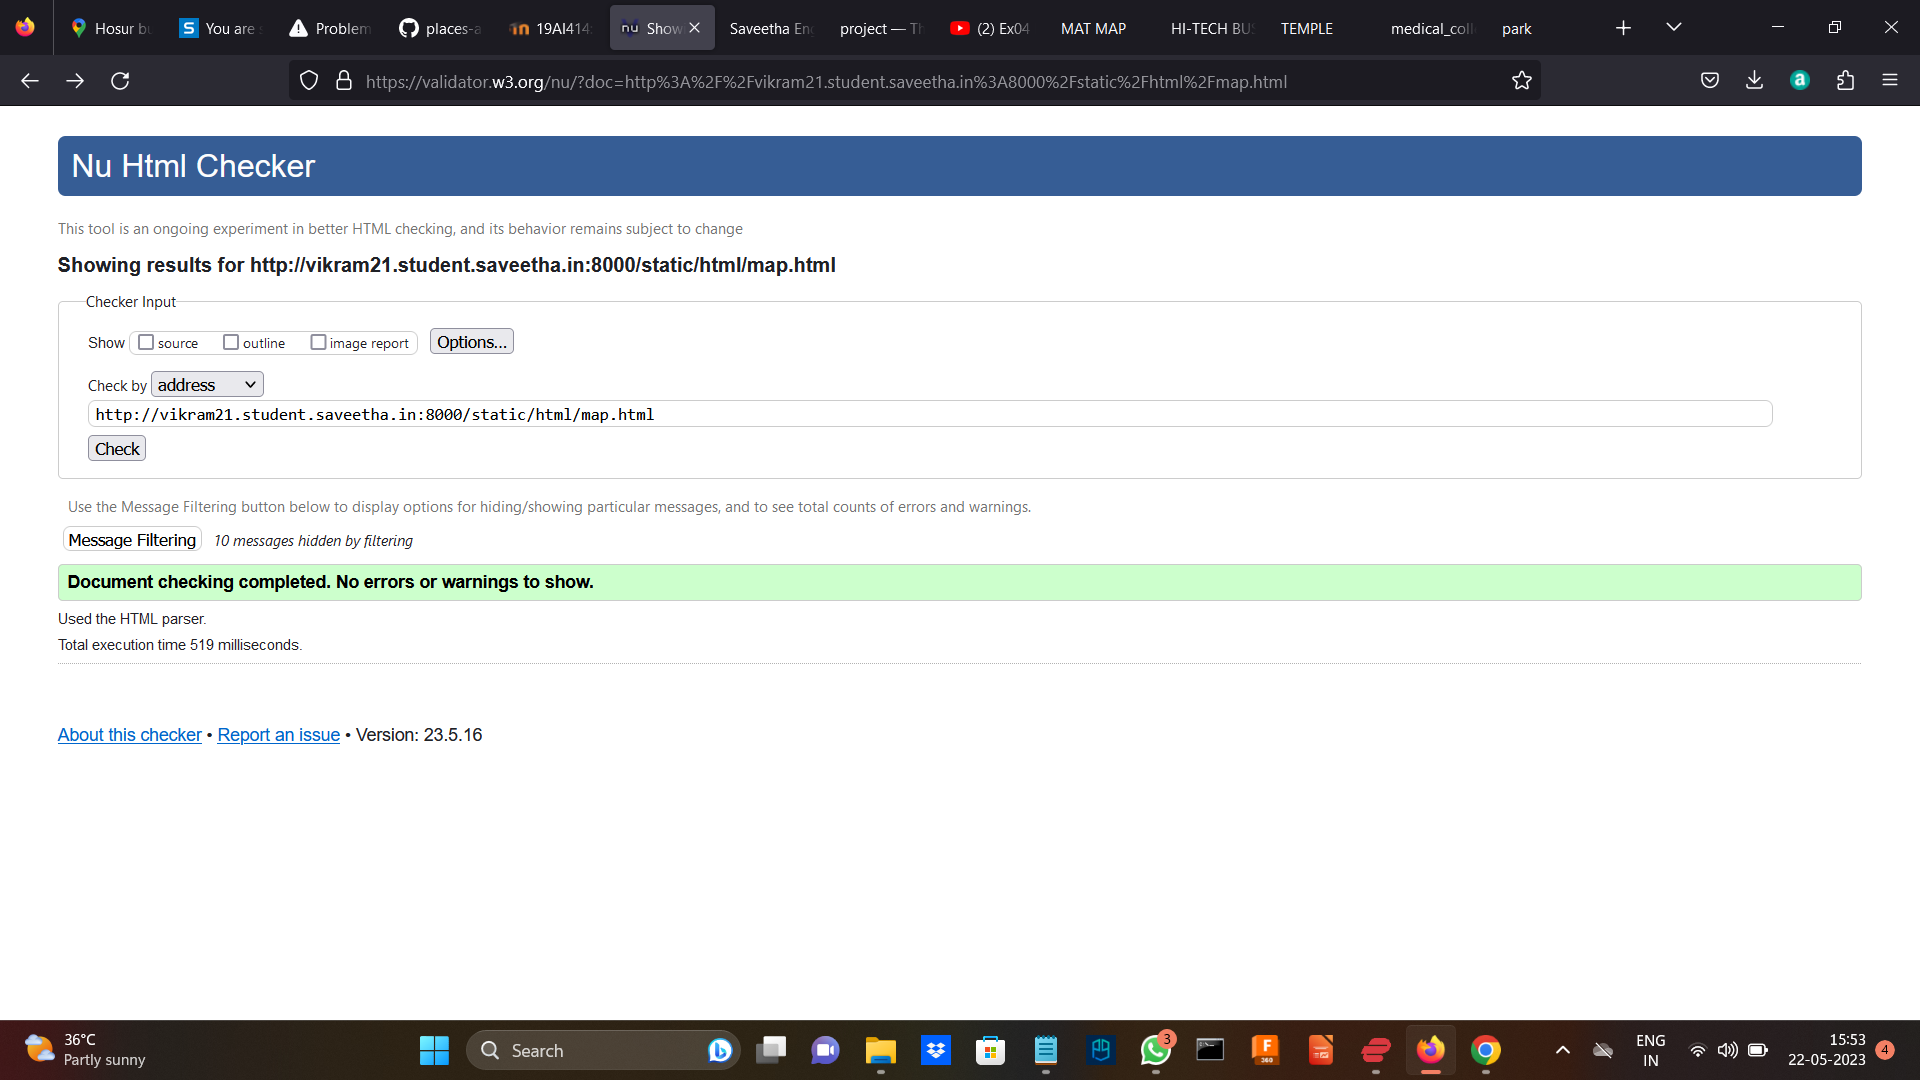 Hosur bu
You are s
Problem
places-a
19AI414:
Show
Saveetha Eng
project — Th
(2) Ex04
MAT MAP
HI-TECH BUS
TEMPLE
medical_coll
park
https://validator.w3.org/nu/?doc=http%3A%2F%2Fvikram21.student.saveetha.in%3A8000%2Fstatic%2Fhtml%2Fmap.html
Nu Html Checker
This tool is an ongoing experiment in better HTML checking, and its behavior remains subject to change
Showing results for http://vikram21.student.saveetha.in:8000/static/html/map.html
Checker Input
Show source outline image report Options...
Check by address
http://vikram21.student.saveetha.in:8000/static/html/map.html
Check
Use the Message Filtering button below to display options for hiding/showing particular messages, and to see total counts of errors and warnings.
Message Filtering 10 messages hidden by filtering
Document checking completed. No errors or warnings to show.
Used the HTML parser.
Total execution time 519 milliseconds.
About this checker • Report an issue • Version: 23.5.16
36°C
Partly sunny
Search
3
F
360
ENG
IN
15:53
22-05-2023
4